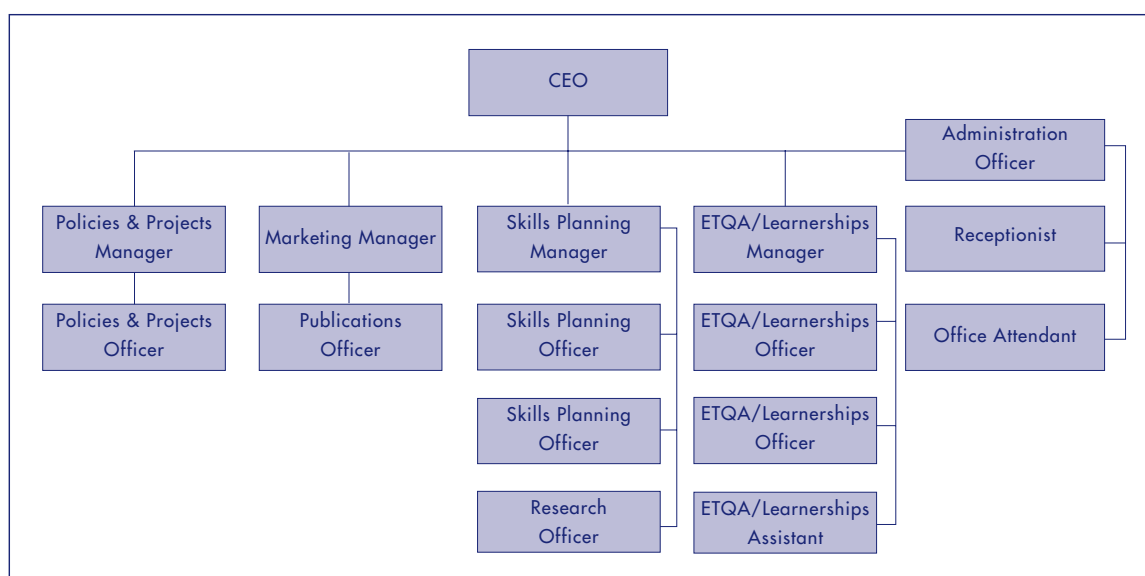 CEO
Administration
Officer
Policies & Projects
Manager
Marketing Manager
Skills Planning
Manager
ETQA/Learnerships
Manager
Receptionist
Policies & Projects
Officer
Publications
Officer
Skills Planning
Officer
ETQA/Learnerships
Officer
Office Attendant
Skills Planning
Officer
ETQA/Learnerships
Officer
Research
Officer
ETQA/Learnerships
Assistant